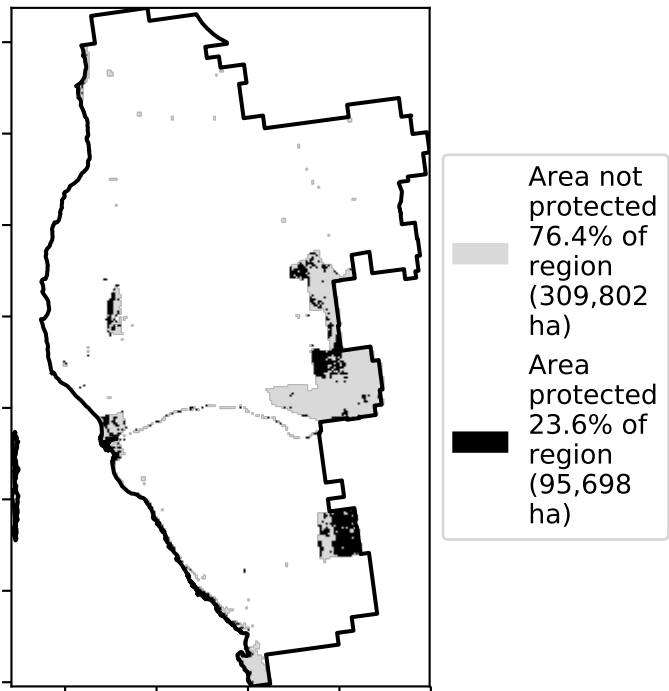 Area not
protected
76.4% of
region
(309,802
ha)
Area
protected
23.6% of
region
(95,698
ha)